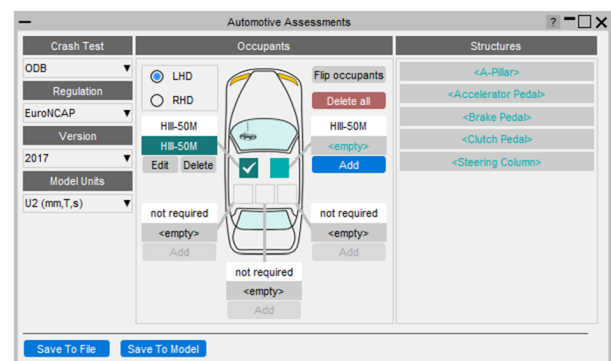 Automotive Assessments
?
Crash Test
ODB
Regulation
EuroNCAP
Version
2017
Model Units
U2 (mm,T,s)
Occupants
LHD
RHD
Flip occupants
Delete all
HIII-50M
HIII-50M
Edit Delete
HIII-50M
<empty>
Add
not required
<empty>
Add
not required
<empty>
Add
not required
<empty>
Add
Structures
<A-Pillar>
<Accelerator Pedal>
<Brake Pedal>
<Clutch Pedal>
<Steering Column>
Save To File Save To Model